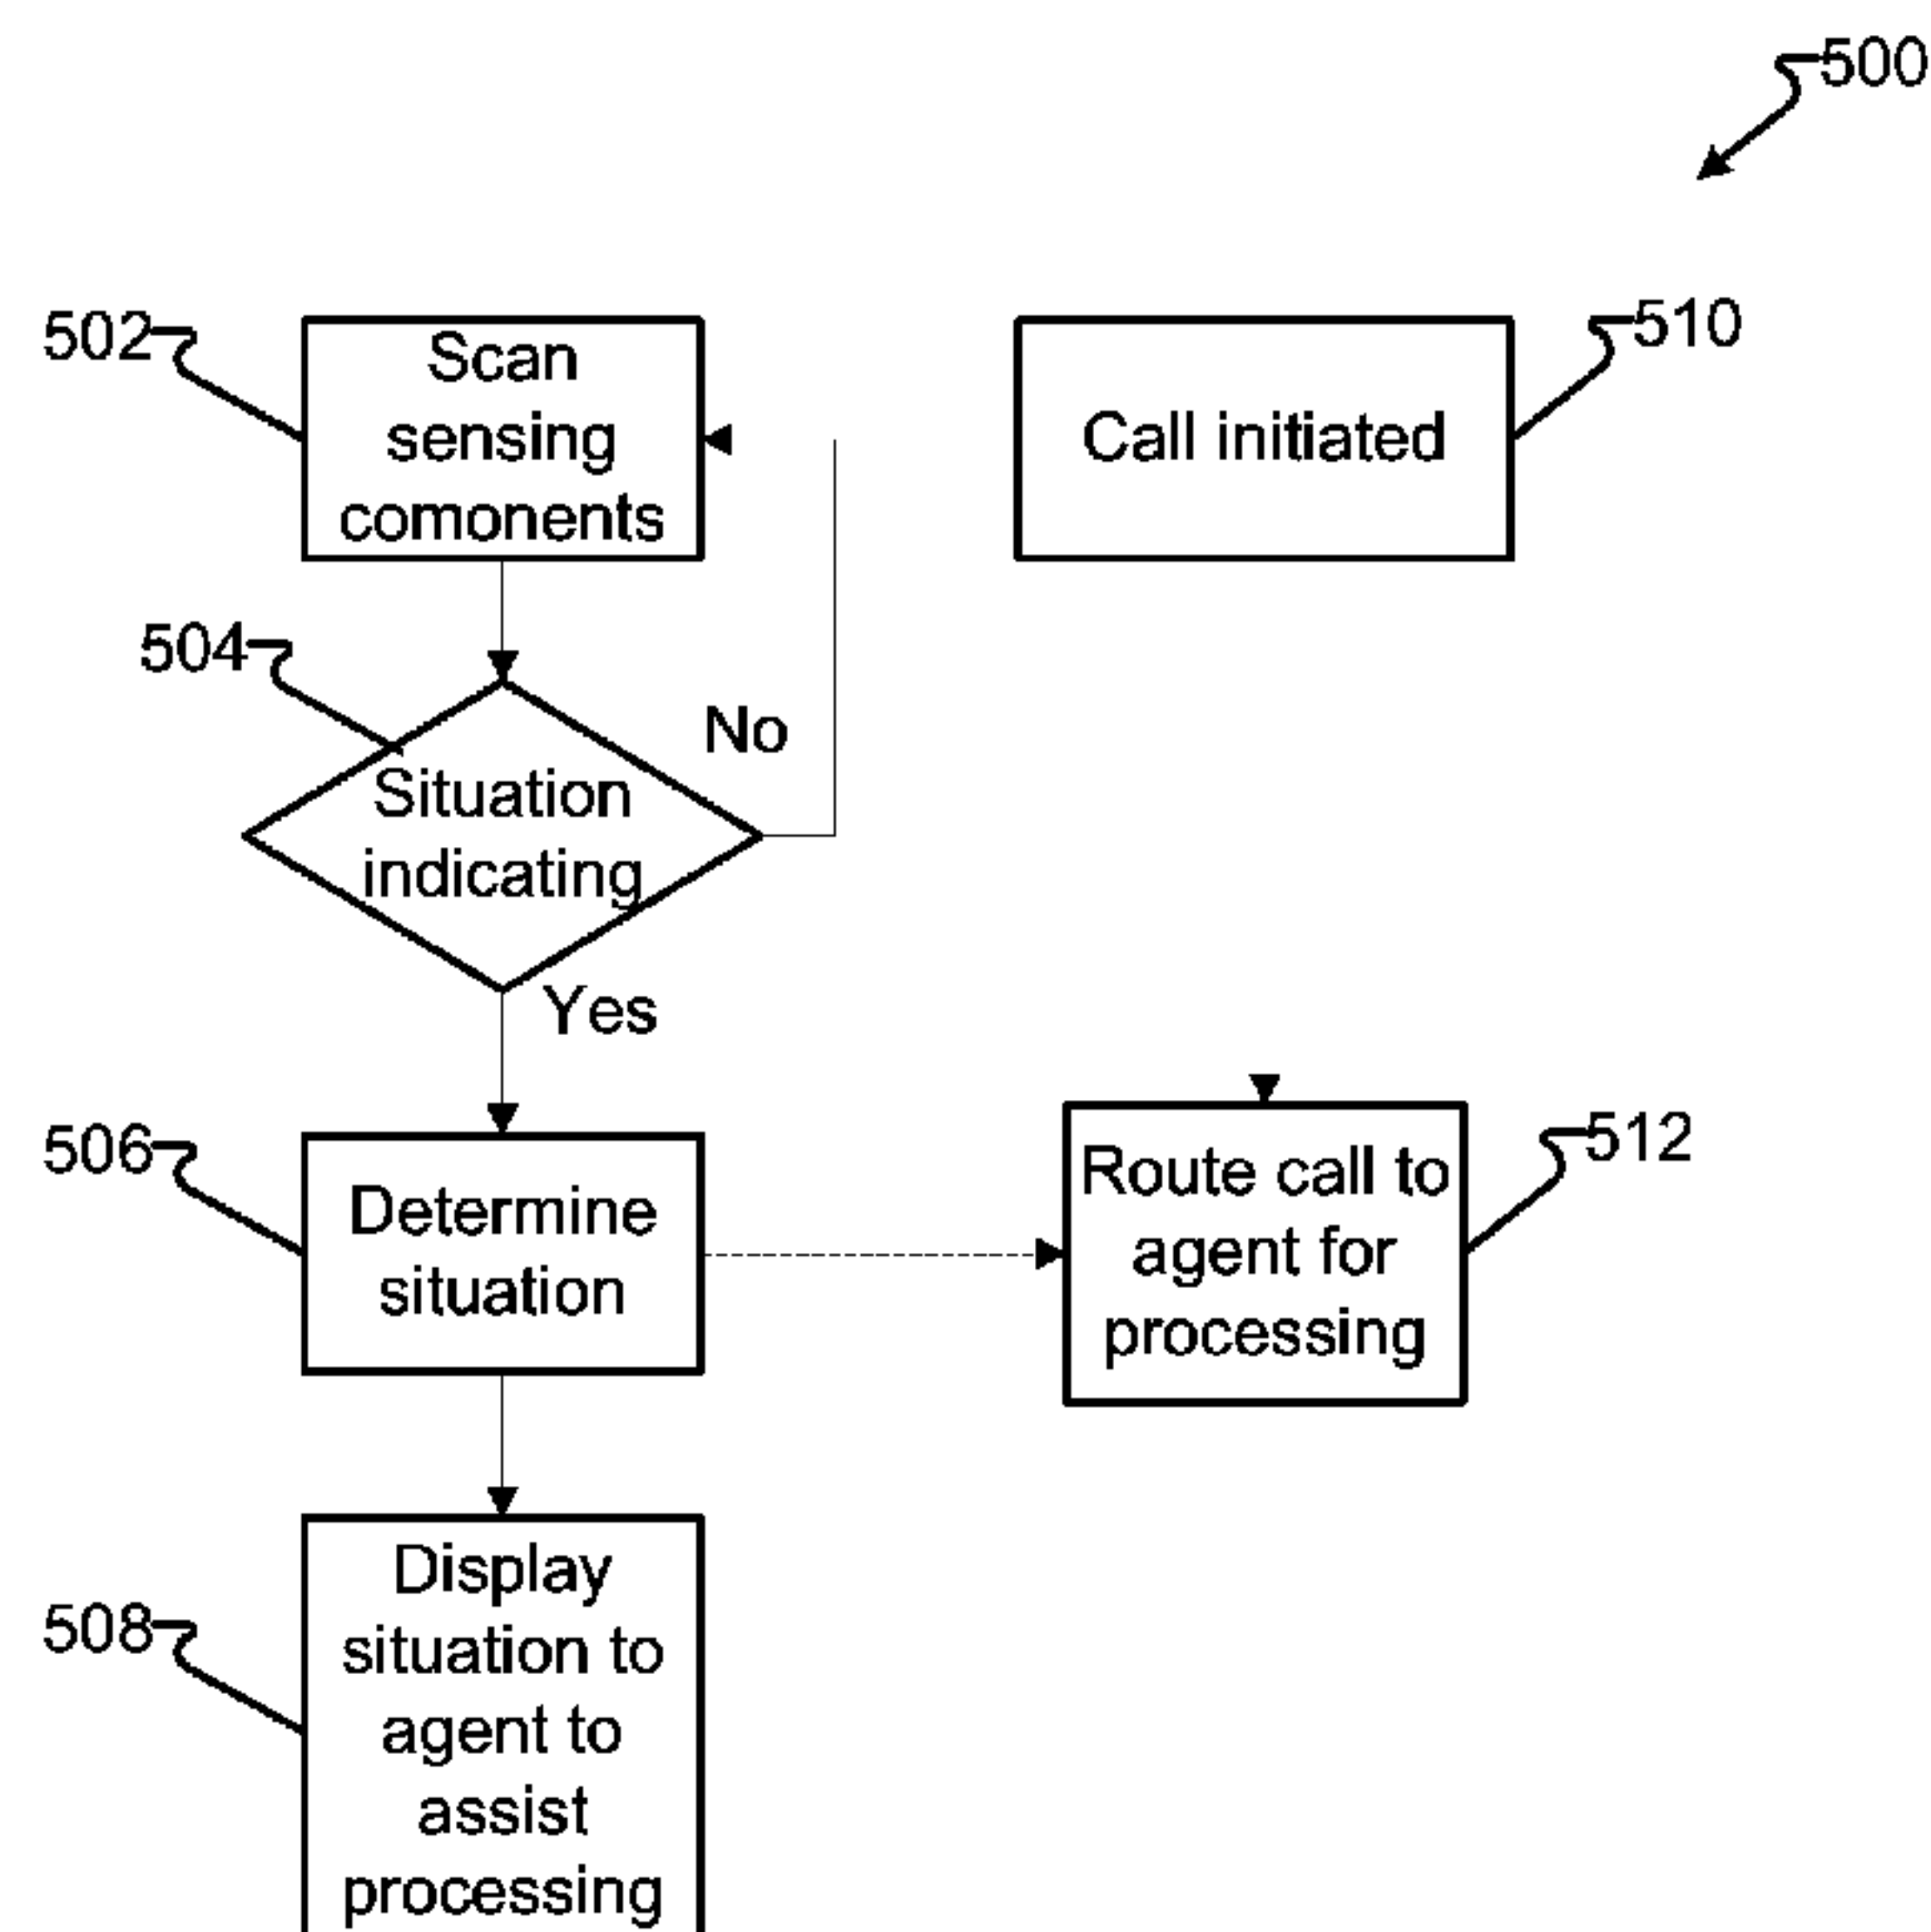 500
502
Scan
sensing
comonents
510
Call initiated
504
No
Situation
indicating
Yes
506
Determine
situation
512
Route call to
agent for
processing
508
Display
situation to
agent to
assist
processing